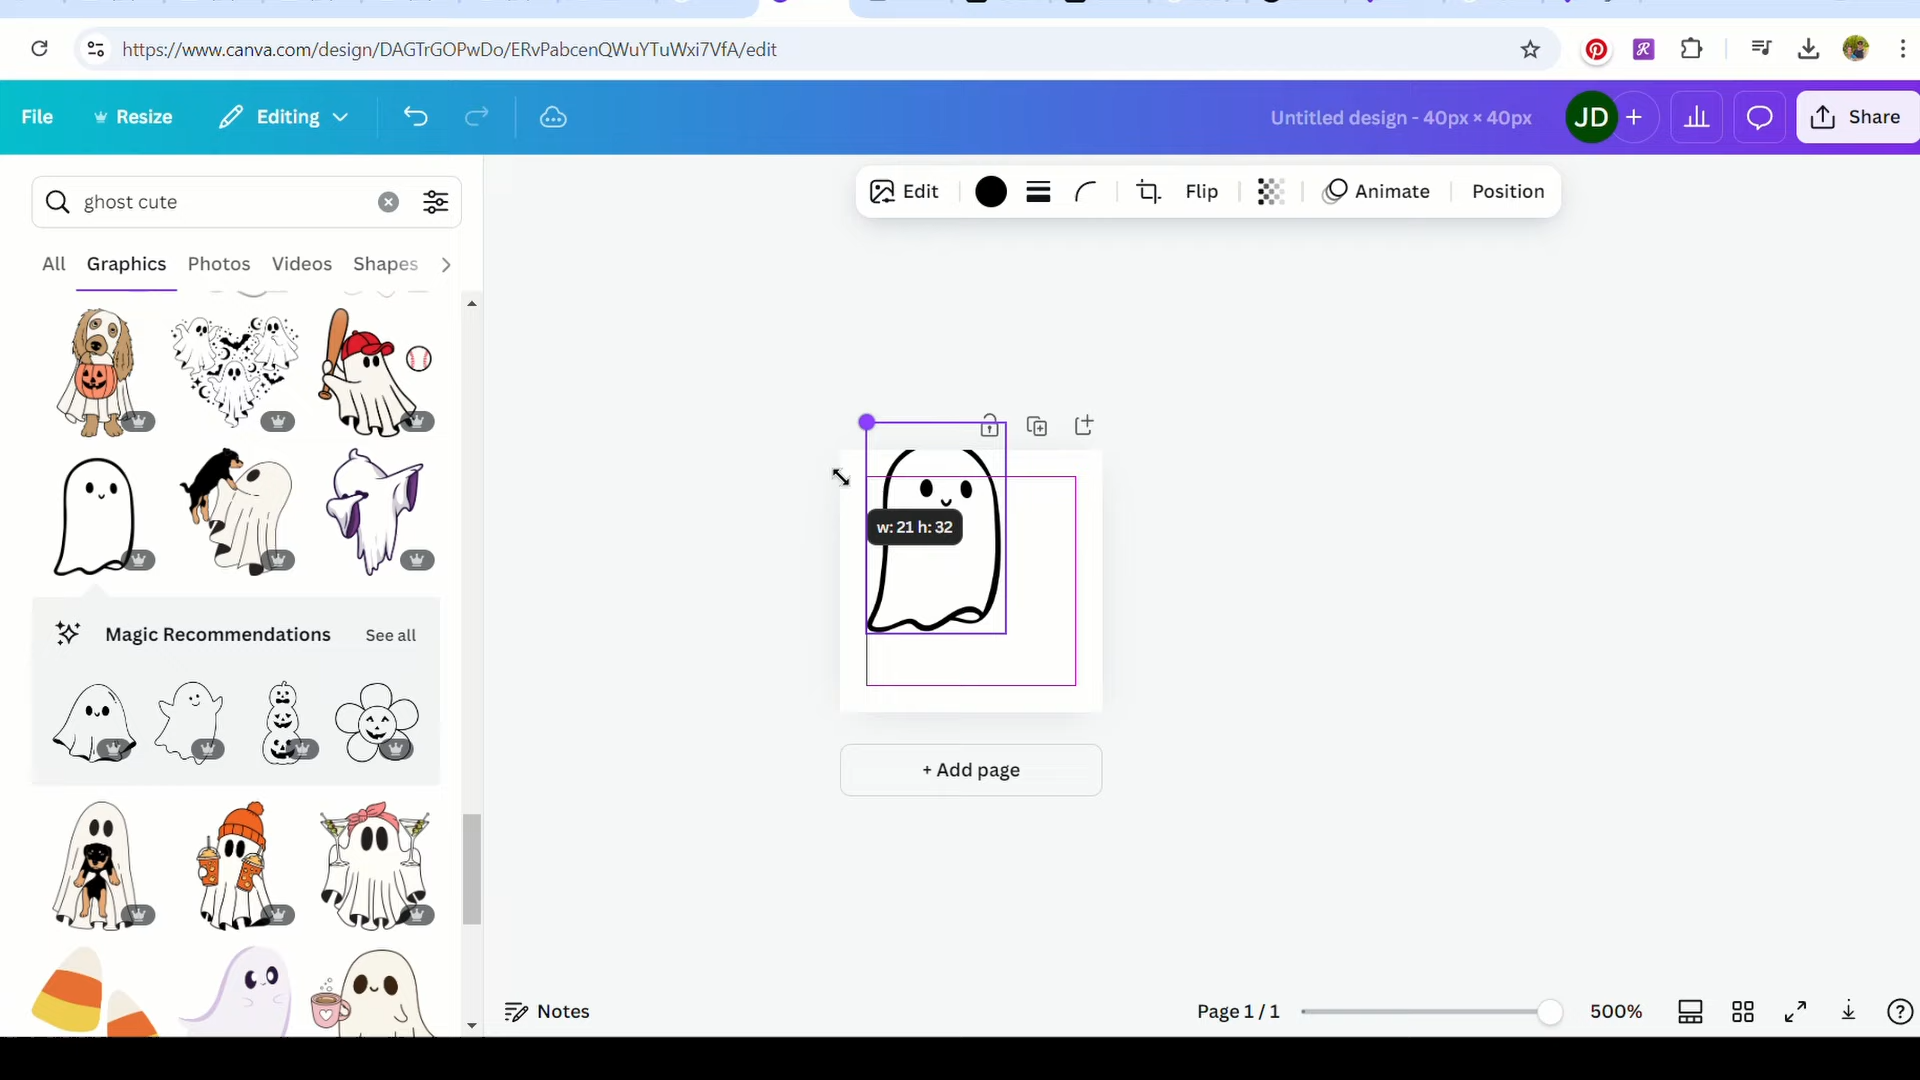 https://www.canva.com/design/DAGTrGOPwDo/ERvPabcenQWuYTuWxi7VfA/edit
File
Resize
Editing
Untitled design - 40px × 40px
JD
Share
ghost cute
Edit
Flip
Animate
Position
All
Graphics
Photos
Videos
Shapes
w: 21 h: 32
Magic Recommendations
See all
+ Add page
Notes
Page 1 / 1
500%